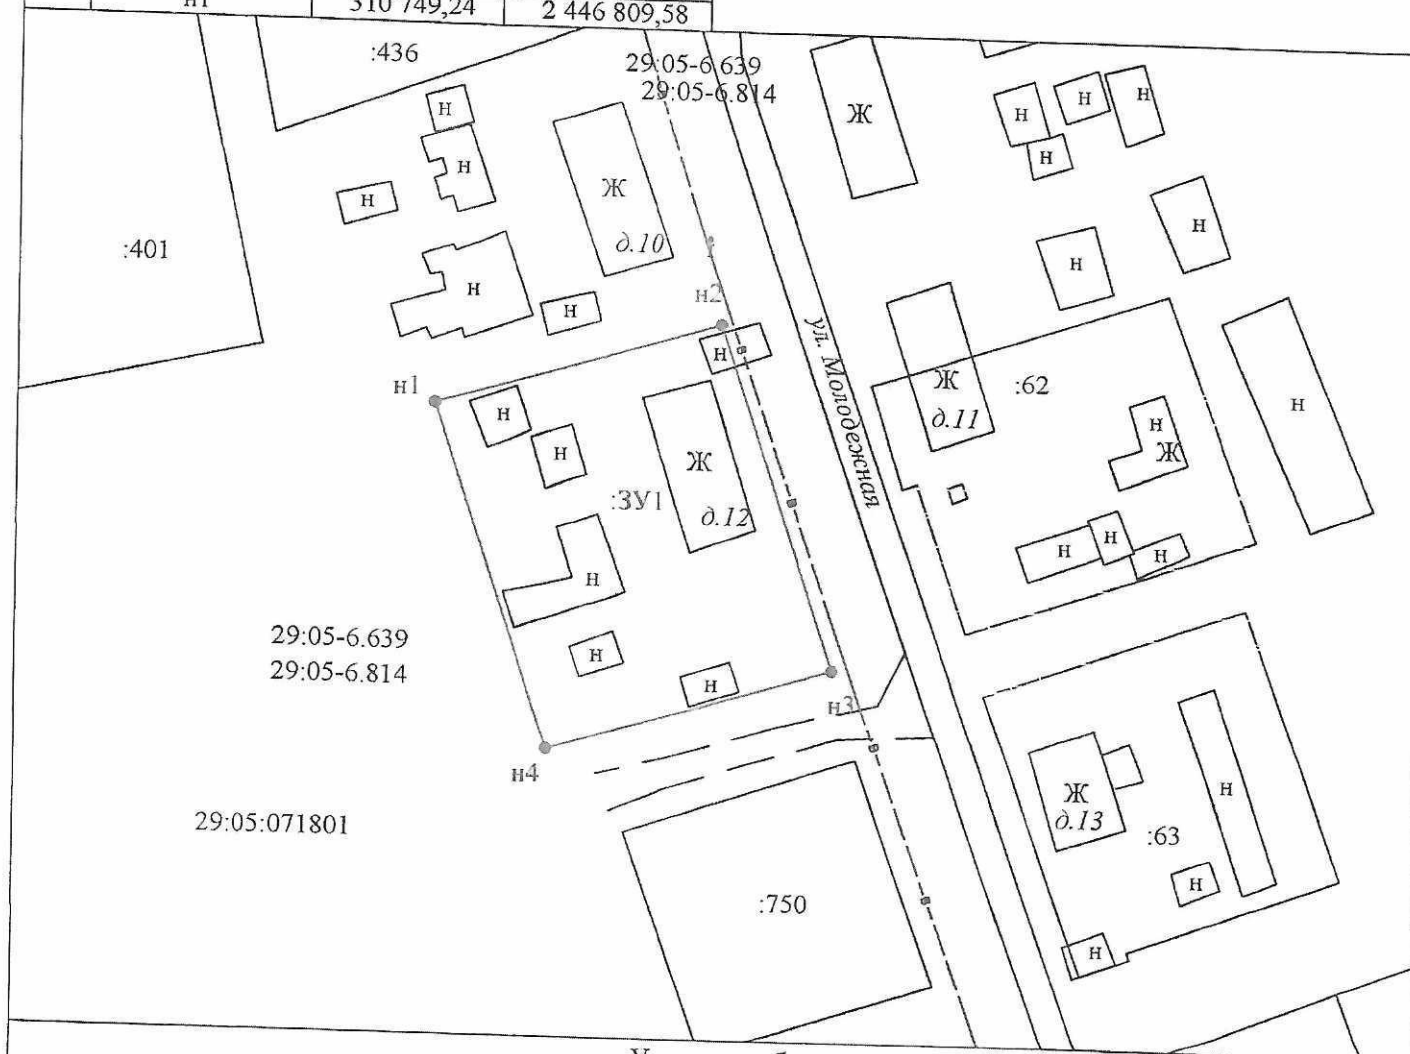 н1 310 749,24 2 446 809,58
:436
29:05-6.639
29:05-6.814
н
Ж
н
н
н
н
н
Ж
н
н
:401
д.10
н
н
н
н2
н
н
ул. Молодежная
н1
н
Ж
:62
д.11
н
н
н
н
Ж
Ж
:ЗУ1
д.12
н
н
н
н
29:05-6.639
29:05-6.814
н
н
н3
н4
Ж
д.13
н
:63
29:05:071801
н
:750
н